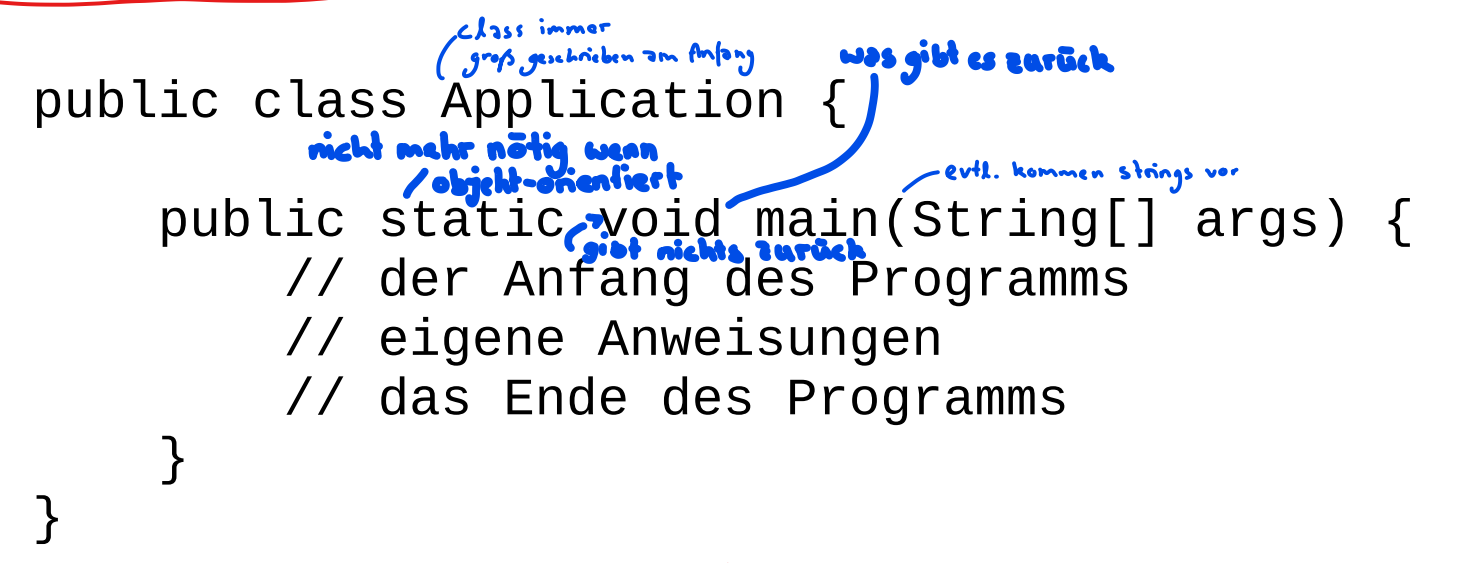 class immer
groß geschrieben am Anfang
was gibt es zurück
public class Application {
nicht mehr nötig wenn
objekt-orientiert
evtl. kommen strings vor
public static void main(String[] args) {
gibt nichts zurück
// der Anfang des Programms
// eigene Anweisungen
// das Ende des Programms
}
}